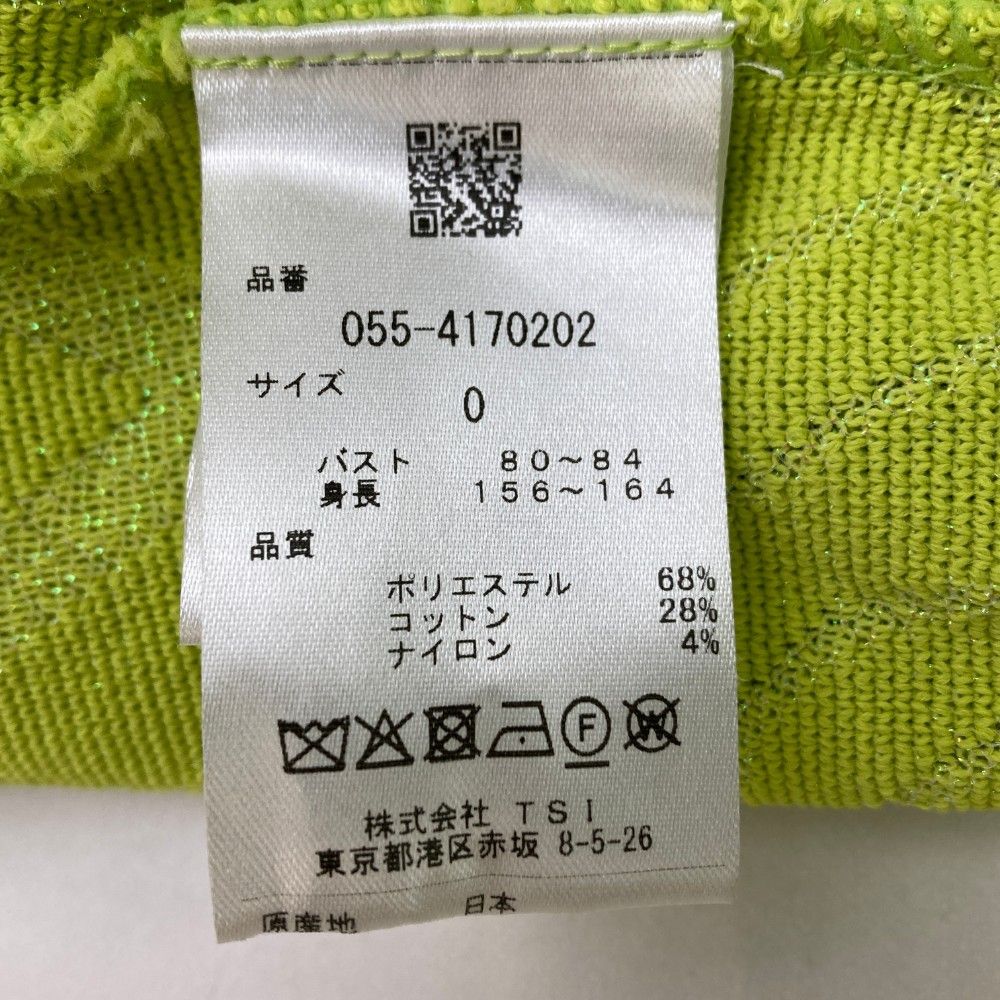 品番
055-4170202
サイズ
0
バスト 80~84
身長 156~164
品質
ポリエステル 68%
コットン 28%
ナイロン 4%
F
W
株式会社 TSI
東京都港区赤坂 8-5-26
原産地 日本